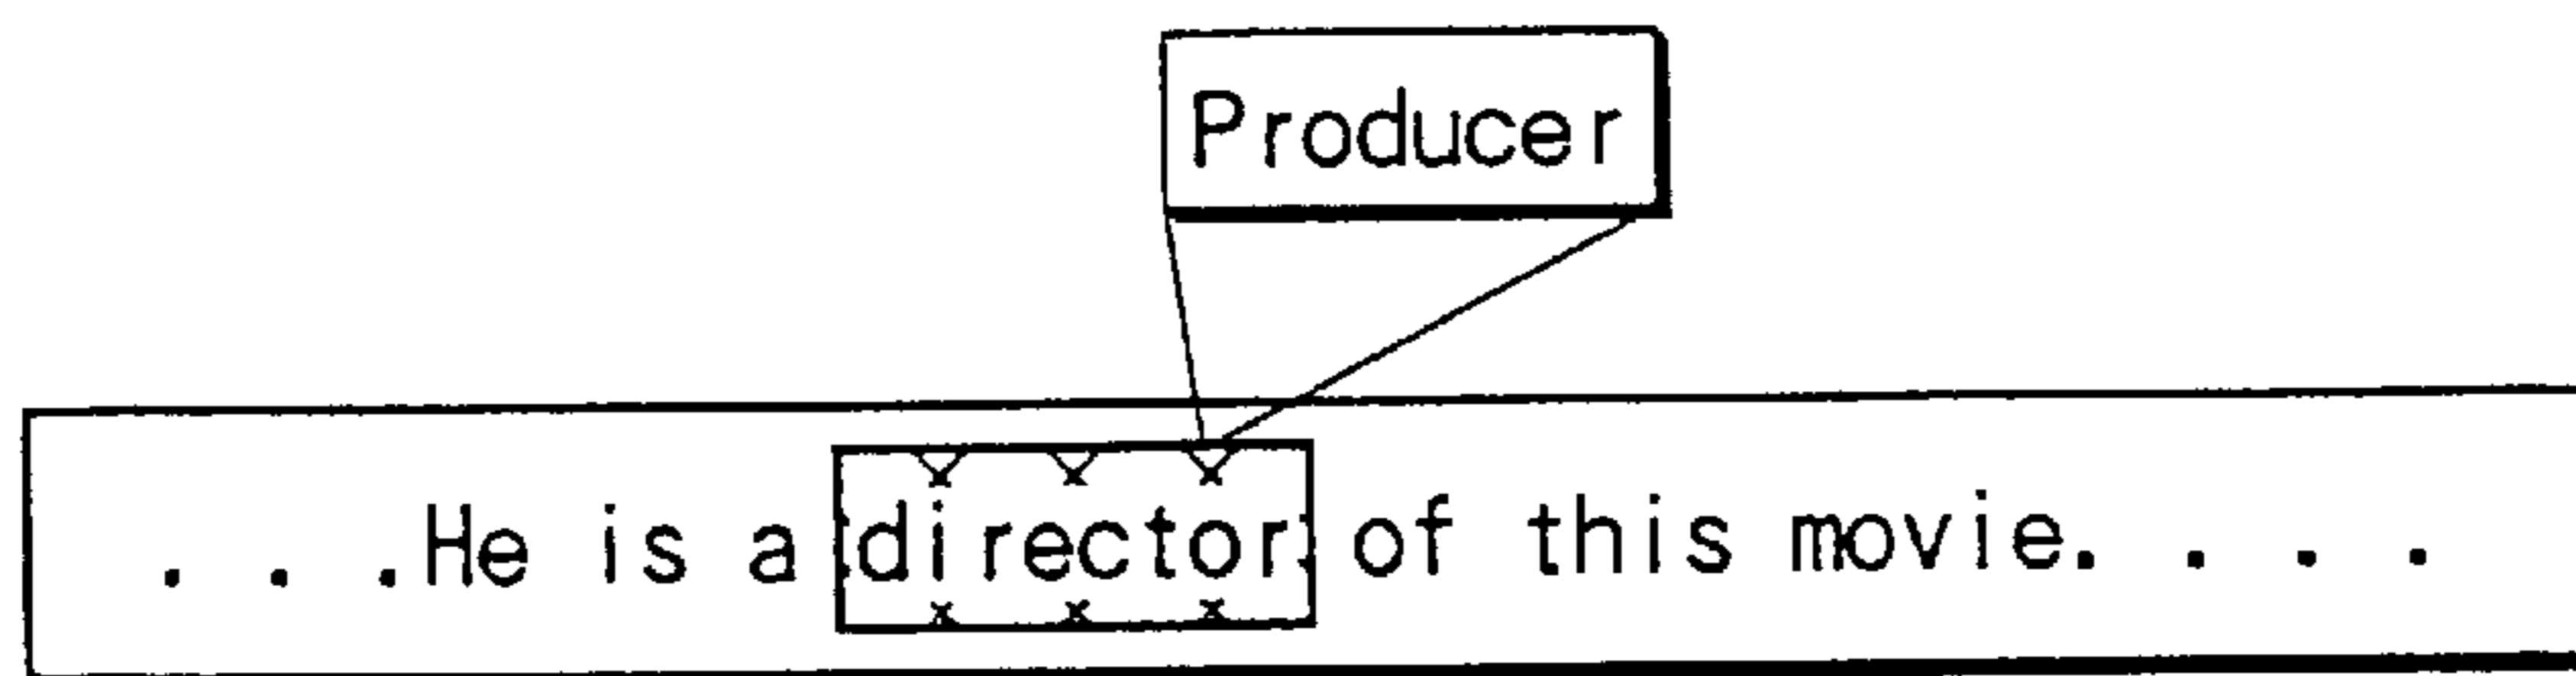 Producer
. . .He is a director of this movie. . . .